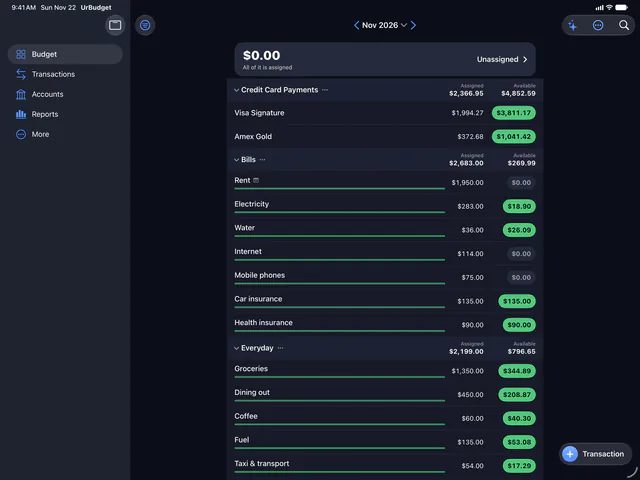 9:41 AM Sun Nov 22 UrBudget
Budget
Transactions
Accounts
Reports
More
Nov 2026
$0.00
All of it is assigned
Unassigned
Credit Card Payments
Assigned
$2,366.95
Available
$4,852.59
Visa Signature $1,994.27 $3,811.17
Amex Gold $372.68 $1,041.42
Bills
Assigned
$2,683.00
Available
$269.99
Rent $1,950.00 $0.00
Electricity $283.00 $18.90
Water $36.00 $26.09
Internet $114.00 $0.00
Mobile phones $75.00 $0.00
Car insurance $135.00 $135.00
Health insurance $90.00 $90.00
Everyday
Assigned
$2,199.00
Available
$796.65
Groceries $1,350.00 $344.89
Dining out $450.00 $208.87
Coffee $60.00 $40.30
Fuel $135.00 $53.08
Taxi & transport $54.00 $17.29
Transaction